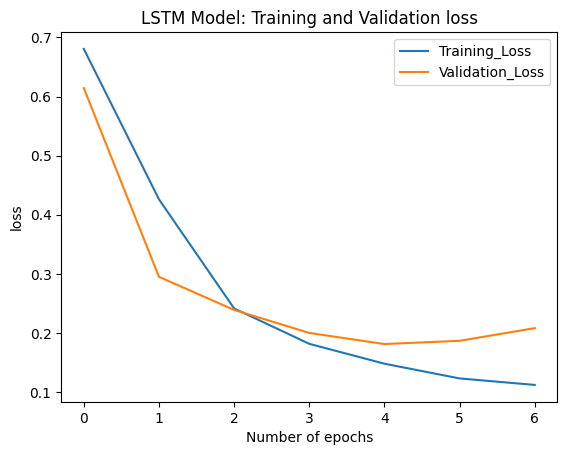 LSTM Model: Training and Validation loss
Training_Loss
Validation_Loss
0.7
0.6
0.5
0.4
0.3
0.2
0.1
loss
0 1 2 3 4 5 6
Number of epochs